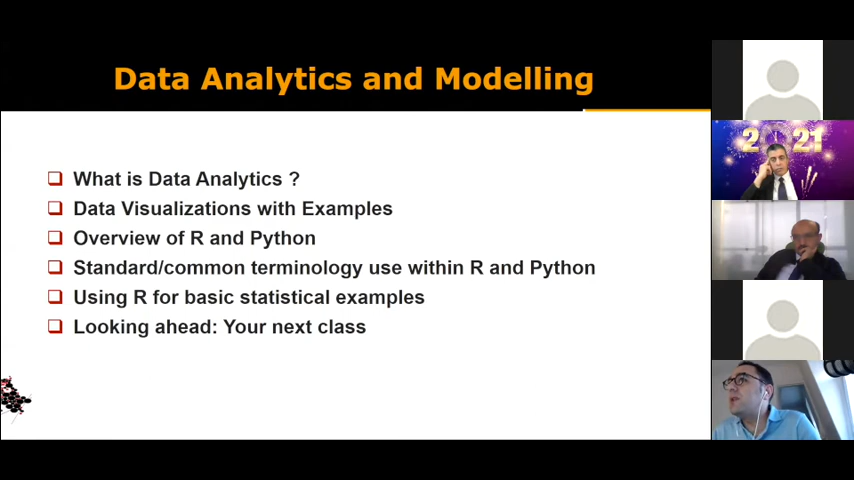 Data Analytics and Modelling
What is Data Analytics ?
Data Visualizations with Examples
Overview of R and Python
Standard/common terminology use within R and Python
Using R for basic statistical examples
Looking ahead: Your next class
2021